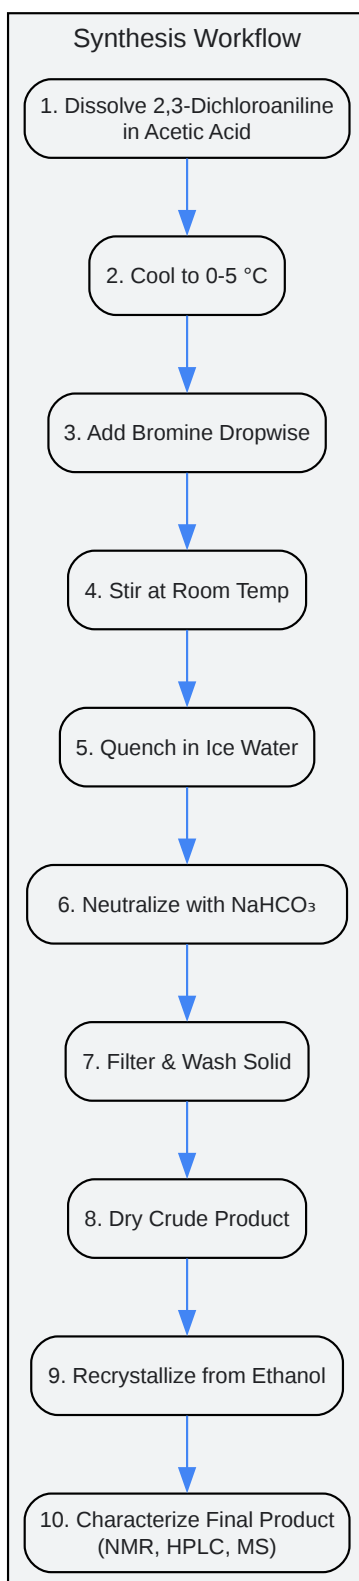 Synthesis Workflow
1. Dissolve 2,3-Dichloroaniline
in Acetic Acid
2. Cool to 0-5 °C
3. Add Bromine Dropwise
4. Stir at Room Temp
5. Quench in Ice Water
6. Neutralize with NaHCO₃
7. Filter & Wash Solid
8. Dry Crude Product
9. Recrystallize from Ethanol
10. Characterize Final Product
(NMR, HPLC, MS)